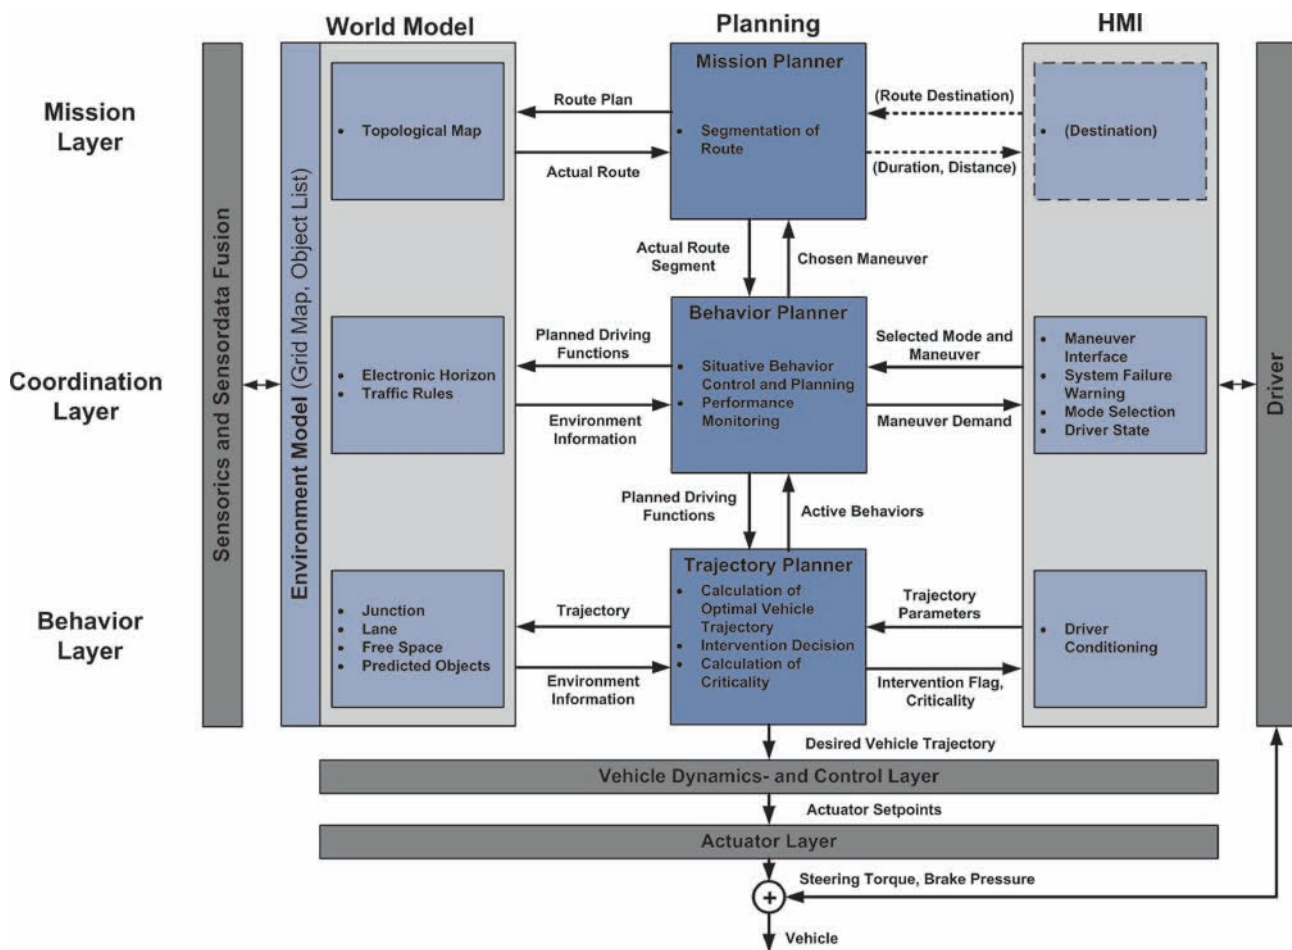 World Model
Planning
HMI
Mission
Layer
Coordination
Layer
Behavior
Layer
Sensorics and Sensordata Fusion
Environment Model (Grid Map, Object List)
• Topological Map
Route Plan
Actual Route
Mission Planner
• Segmentation of
Route
(Route Destination)
(Duration, Distance)
• (Destination)
Actual Route
Segment
Chosen Maneuver
• Electronic Horizon
• Traffic Rules
Planned Driving
Functions
Environment
Information
Behavior Planner
• Situative Behavior
Control and Planning
• Performance
Monitoring
Selected Mode and
Maneuver
Maneuver Demand
• Maneuver
Interface
• System Failure
Warning
• Mode Selection
• Driver State
Driver
Planned Driving
Functions
Active Behaviors
• Junction
• Lane
• Free Space
• Predicted Objects
Trajectory
Environment
Information
Trajectory Planner
• Calculation of
Optimal Vehicle
Trajectory
• Intervention Decision
• Calculation of
Criticality
Trajectory
Parameters
Intervention Flag,
Criticality
• Driver
Conditioning
Desired Vehicle Trajectory
Vehicle Dynamics- and Control Layer
Actuator Setpoints
Actuator Layer
Steering Torque, Brake Pressure
+
Vehicle